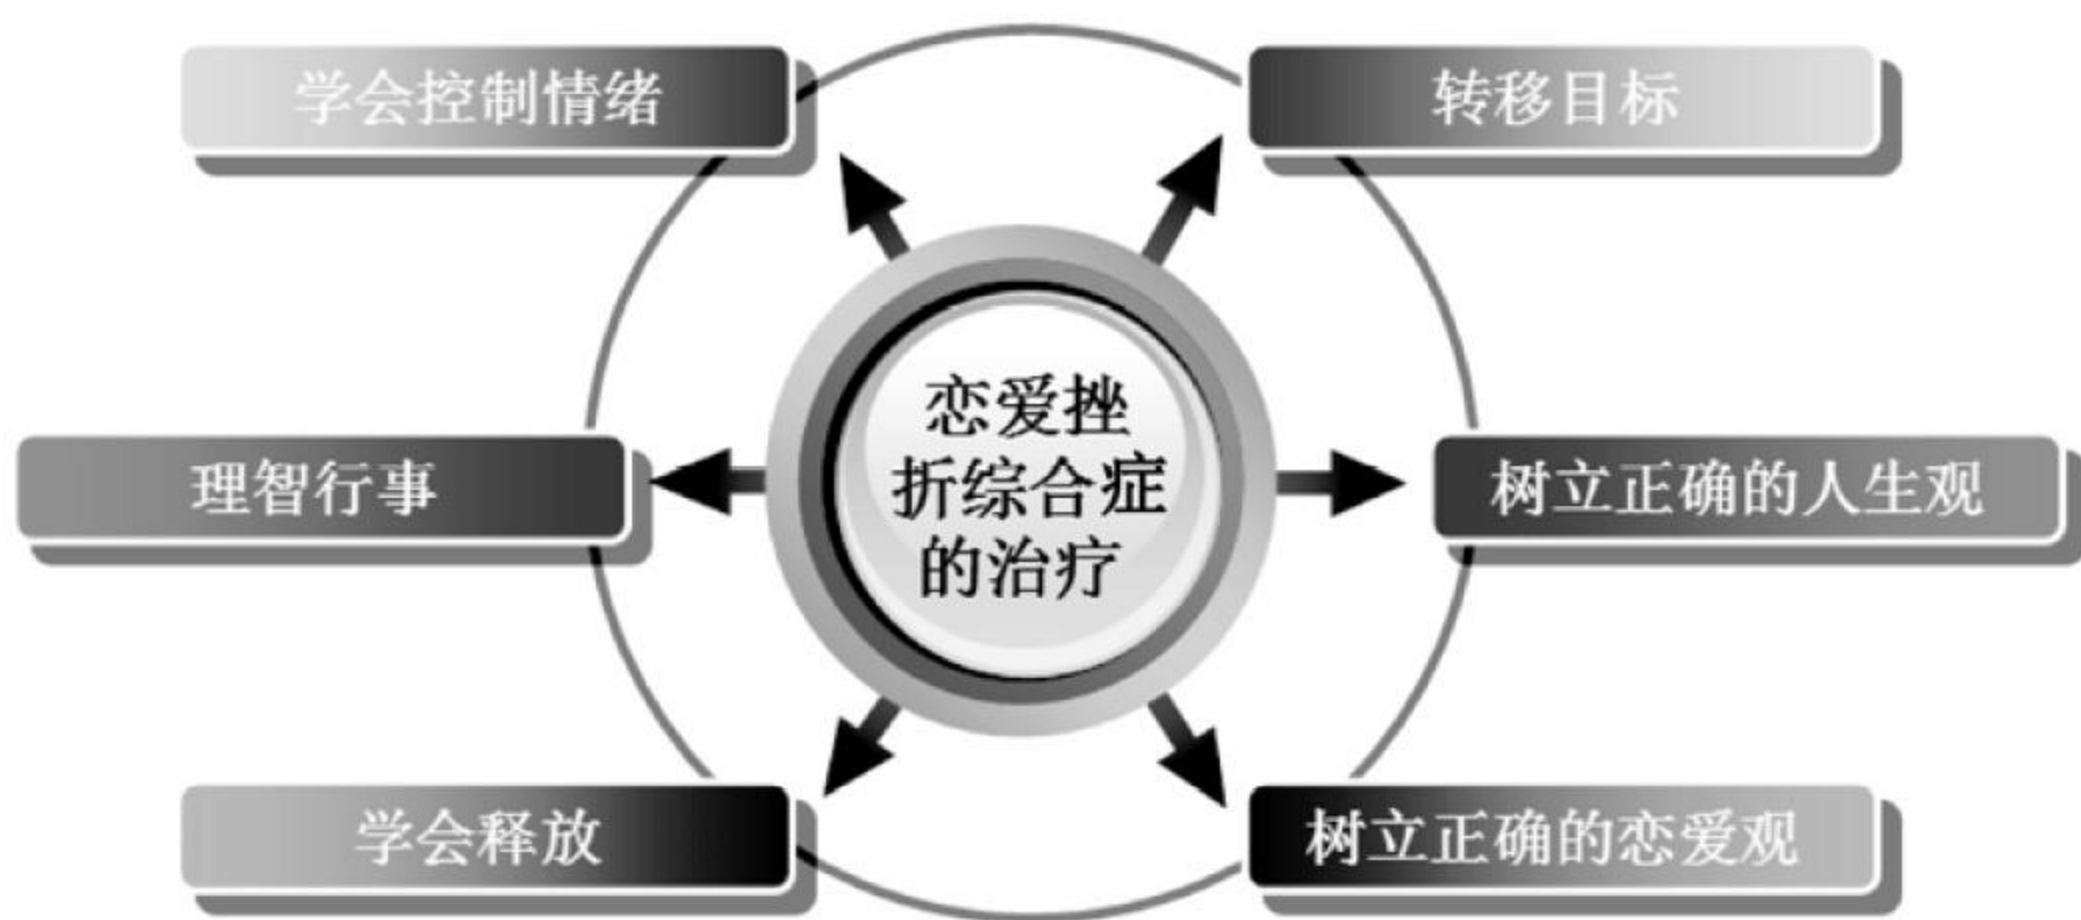 学会控制情绪
转移目标
恋爱挫
折综合症
的治疗
理智行事
树立正确的人生观
学会释放
树立正确的恋爱观